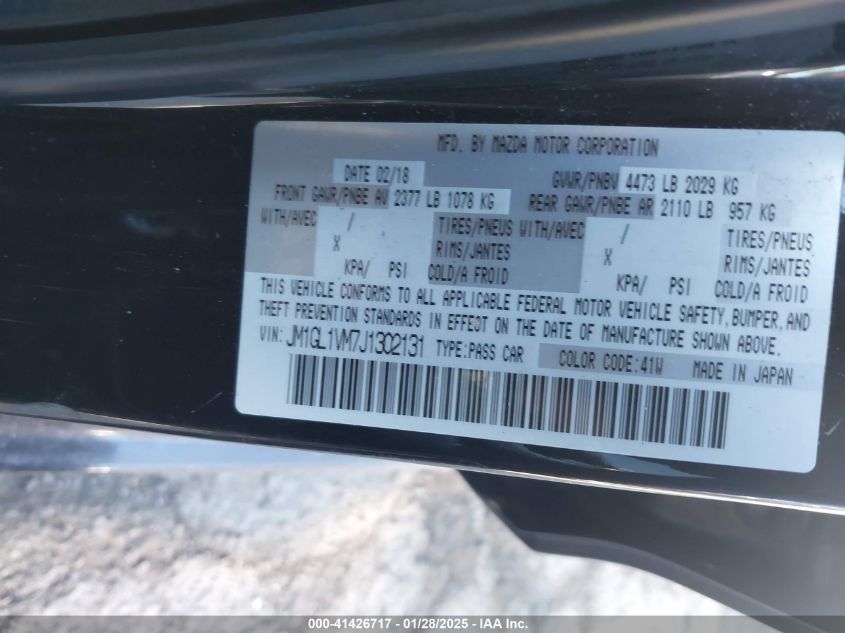 MFD. BY MAZDA MOTOR CORPORATION
DATE 02/18 GVWR/PNBV 4473 LB 2029 KG
FRONT GAWR/PNBE AV 2377 LB 1078 KG REAR GAWR/PNBE AR 2110 LB 957 KG
WITH/AVEC / TIRES/PNEUS WITH/AVEC / TIRES/PNEUS
X RIMS/JANTES X RIMS/JANTES
KPA/ PSI COLD/A FROID KPA/ PSI COLD/A FROID
THIS VEHICLE CONFORMS TO ALL APPLICABLE FEDERAL MOTOR VEHICLE SAFETY, BUMPER, AND
THEFT PREVENTION STANDARDS IN EFFECT ON THE DATE OF MANUFACTURE SHOWN ABOVE.
VIN: JM1GL1VM7J1302131 TYPE:PASS CAR COLOR CODE:41W MADE IN JAPAN
000-41426717 - 01/28/2025 - IAA Inc.